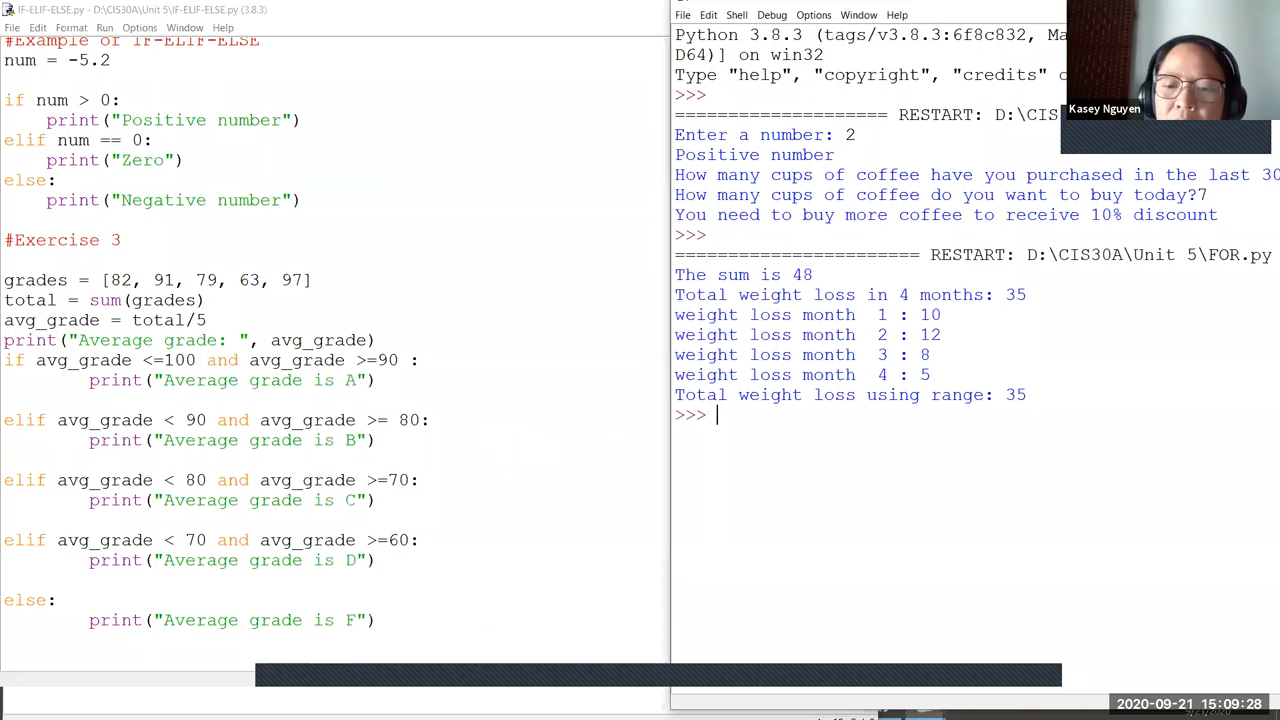 IF-ELIF-ELSE.py - D:\CIS30A\Unit 5\IF-ELIF-ELSE.py (3.8.3)
File Edit Format Run Options Window Help
#Example of IF-ELIF-ELSE
num = -5.2
if num > 0:
print("Positive number")
elif num == 0:
print("Zero")
else:
print("Negative number")
#Exercise 3
grades = [82, 91, 79, 63, 97]
total = sum(grades)
avg_grade = total/5
print("Average grade: ", avg_grade)
if avg_grade <=100 and avg_grade >=90 :
print("Average grade is A")
elif avg_grade < 90 and avg_grade >= 80:
print("Average grade is B")
elif avg_grade < 80 and avg_grade >=70:
print("Average grade is C")
elif avg_grade < 70 and avg_grade >=60:
print("Average grade is D")
else:
print("Average grade is F")
File Edit Shell Debug Options Window Help
Python 3.8.3 (tags/v3.8.3:6f8c832, Ma
D64)] on win32
Type "help", "copyright", "credits" o
>>>
==================== RESTART: D:\CIS
Enter a number: 2
Positive number
How many cups of coffee have you purchased in the last 30
How many cups of coffee do you want to buy today?7
You need to buy more coffee to receive 10% discount
>>>
======================= RESTART: D:\CIS30A\Unit 5\FOR.py
The sum is 48
Total weight loss in 4 months: 35
weight loss month  1 : 10
weight loss month  2 : 12
weight loss month  3 : 8
weight loss month  4 : 5
Total weight loss using range: 35
>>>
Kasey Nguyen
2020-09-21 15:09:28